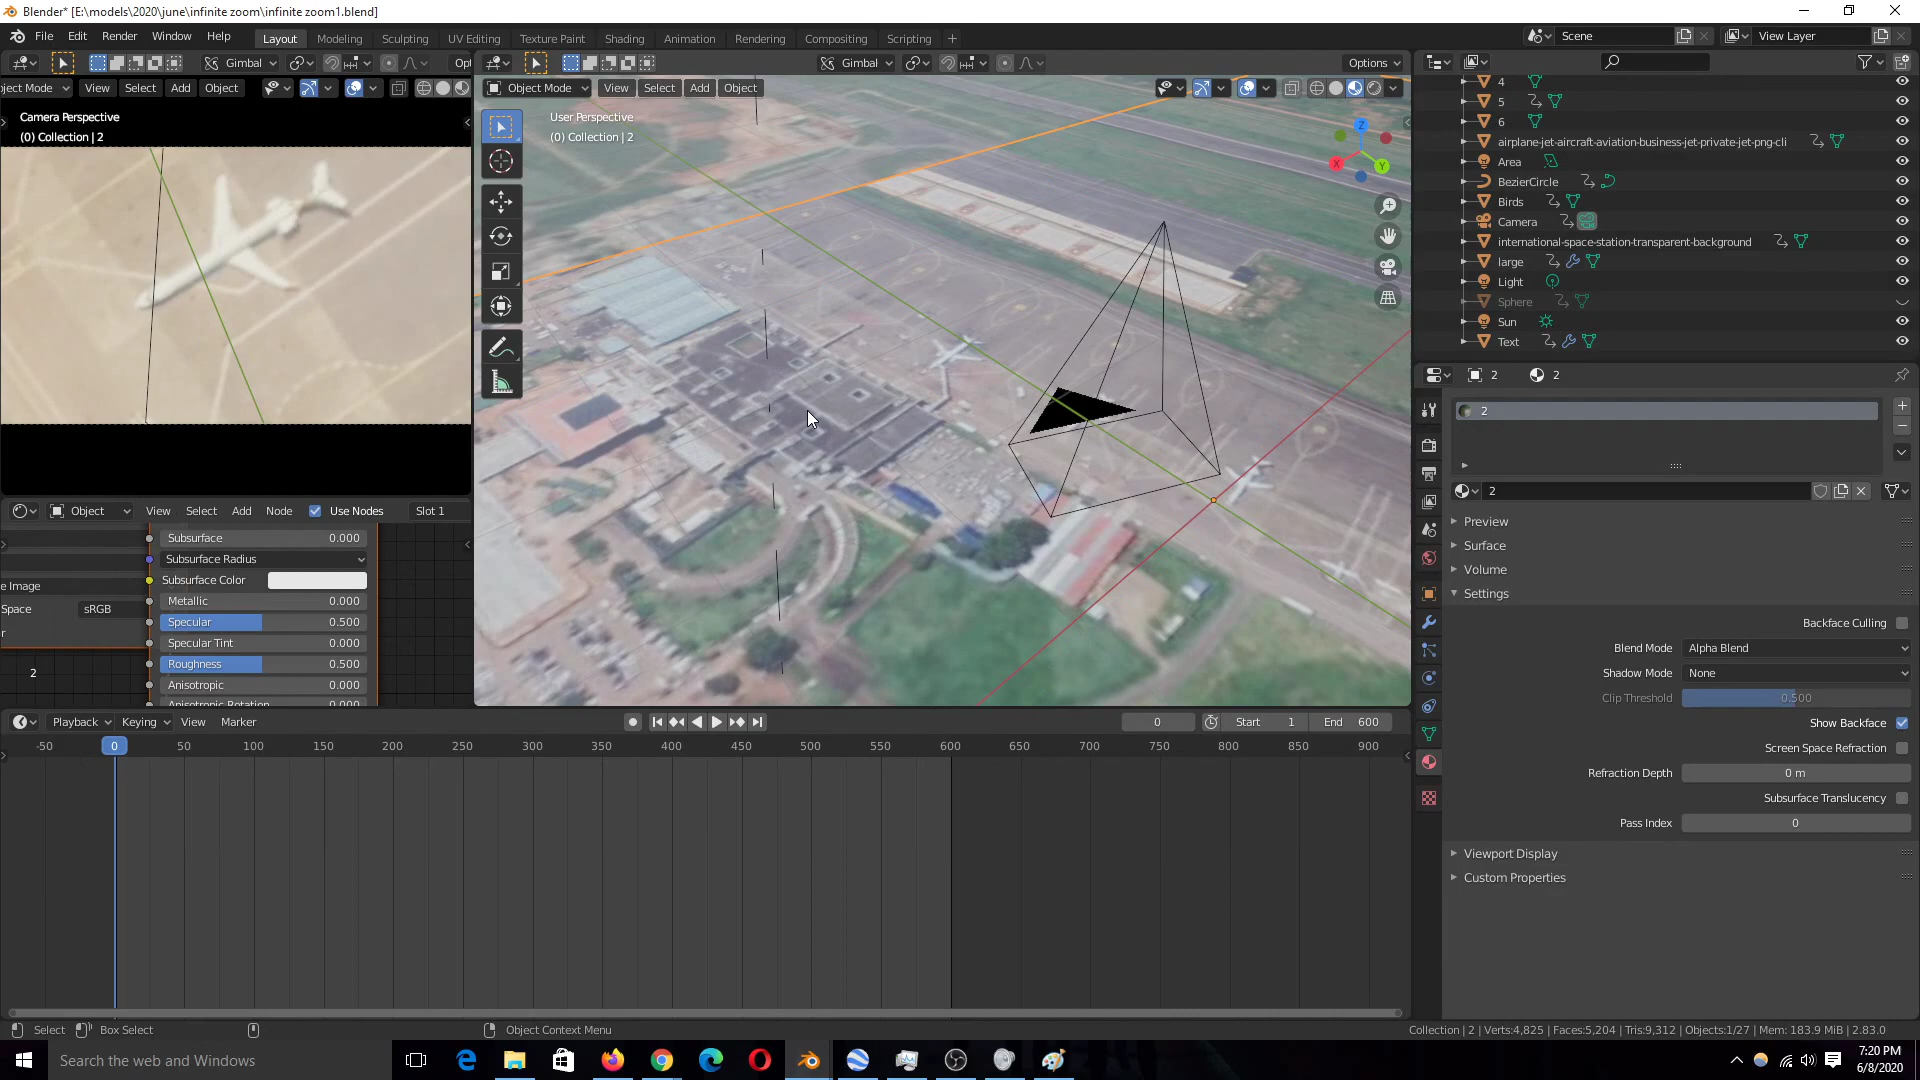 Blender* [E:\models\2020\june\infinite zoom\infinite zoom1.blend]
File Edit Render Window Help
Layout Modeling Sculpting UV Editing Texture Paint Shading Animation Rendering Compositing Scripting
Scene
View Layer
Gimbal
Gimbal
Options
View Select Add Object
Object Mode View Select Add Object
Camera Perspective
(0) Collection | 2
User Perspective
(0) Collection | 2
Z
X
Y
4
5
6
airplane-jet-aircraft-aviation-business-jet-private-jet-png-cli
Area
BezierCircle
Birds
Camera
international-space-station-transparent-background
large
Light
Sphere
Sun
Text
2 2
2
2
Preview
Surface
Volume
Settings
Backface Culling
Blend Mode Alpha Blend
Shadow Mode None
Clip Threshold 0.500
Show Backface
Screen Space Refraction
Refraction Depth 0 m
Subsurface Translucency
Pass Index 0
Viewport Display
Custom Properties
Object View Select Add Node Use Nodes Slot 1
Subsurface 0.000
Subsurface Radius
e Image
Subsurface Color
Space sRGB
Metallic 0.000
Specular 0.500
Specular Tint 0.000
Roughness 0.500
2
Anisotropic 0.000
Anisotropic Rotation
Playback Keying View Marker
0 Start 1 End 600
-50 0 50 100 150 200 250 300 350 400 450 500 550 600 650 700 750 800 850 900
Select Box Select Object Context Menu
Collection | 2 | Verts:4,825 | Faces:5,204 | Tris:9,312 | Objects:1/27 | Mem: 183.9 MiB | 2.83.0
Search the web and Windows
7:20 PM
6/8/2020